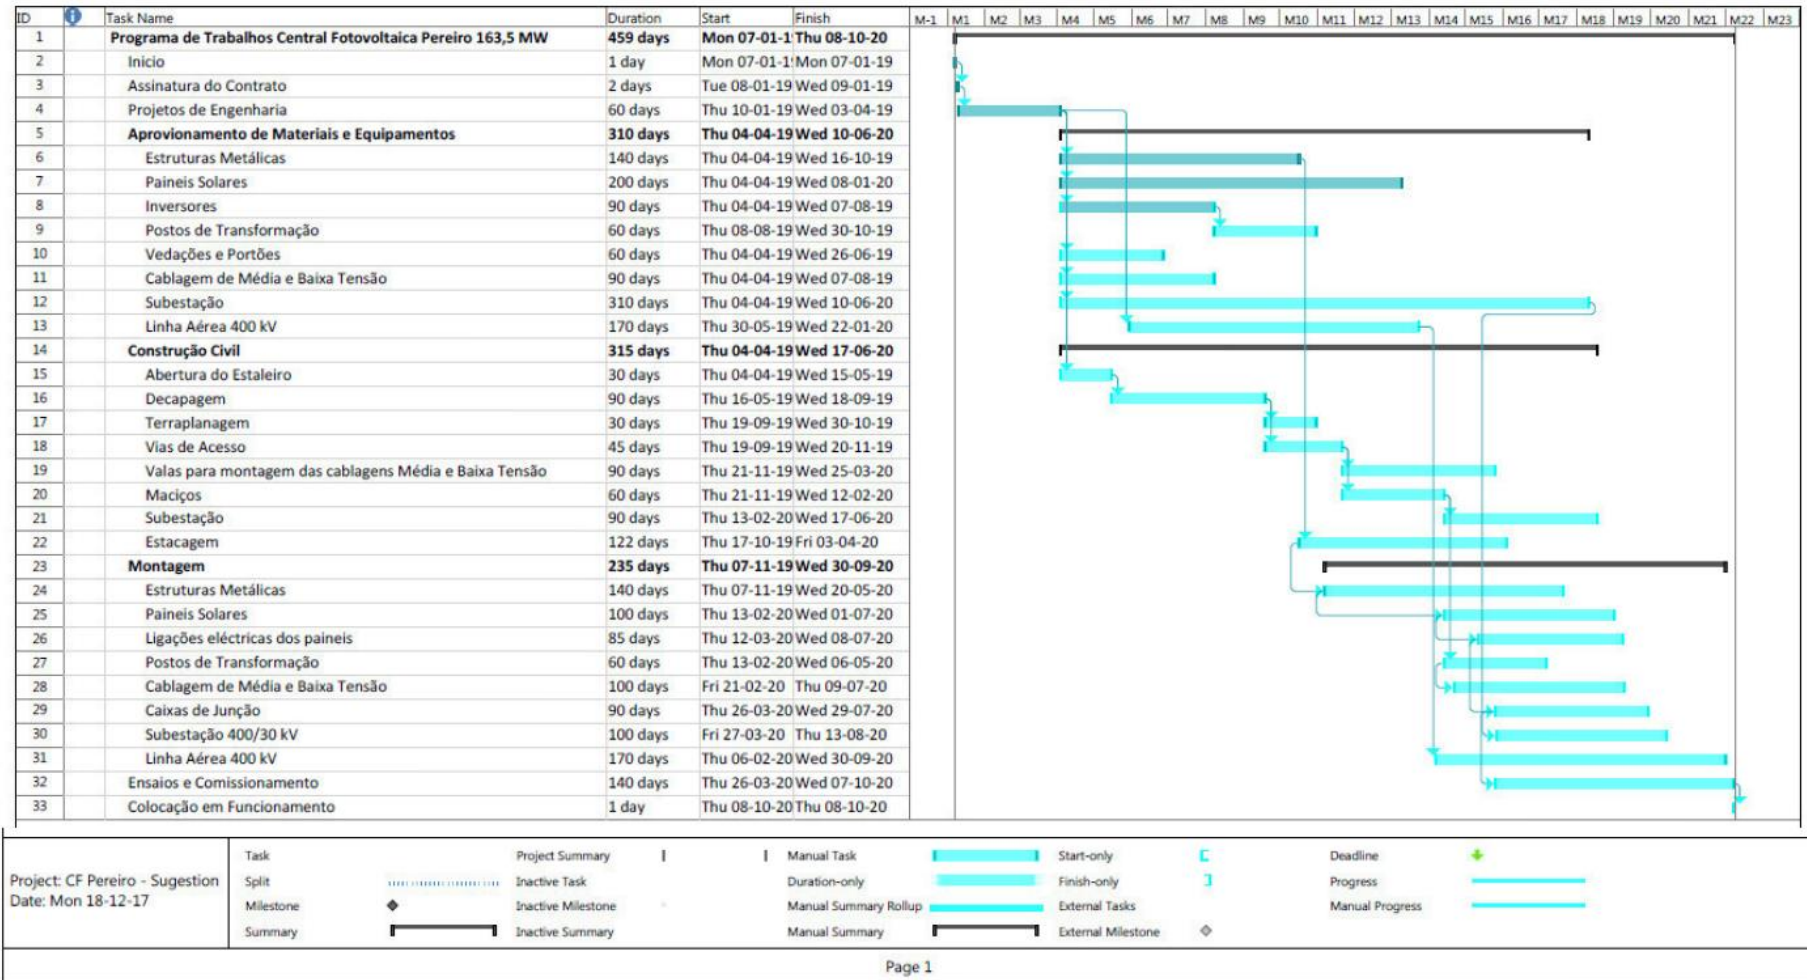 ID Task Name Duration Start Finish M-1 M1 M2 M3 M4 M5 M6 M7 M8 M9 M10 M11 M12 M13 M14 M15 M16 M17 M18 M19 M20 M21 M22 M23
1 Programa de Trabalhos Central Fotovoltaica Pereiro 163,5 MW 459 days Mon 07-01-1 Thu 08-10-20
2 Inicio 1 day Mon 07-01-1 Mon 07-01-19
3 Assinatura do Contrato 2 days Tue 08-01-19 Wed 09-01-19
4 Projetos de Engenharia 60 days Thu 10-01-19 Wed 03-04-19
5 Aprovionamento de Materiais e Equipamentos 310 days Thu 04-04-19 Wed 10-06-20
6 Estruturas Metálicas 140 days Thu 04-04-19 Wed 16-10-19
7 Paineis Solares 200 days Thu 04-04-19 Wed 08-01-20
8 Inversores 90 days Thu 04-04-19 Wed 07-08-19
9 Postos de Transformação 60 days Thu 08-08-19 Wed 30-10-19
10 Vedações e Portões 60 days Thu 04-04-19 Wed 26-06-19
11 Cablagem de Média e Baixa Tensão 90 days Thu 04-04-19 Wed 07-08-19
12 Subestação 310 days Thu 04-04-19 Wed 10-06-20
13 Linha Aérea 400 kV 170 days Thu 30-05-19 Wed 22-01-20
14 Construção Civil 315 days Thu 04-04-19 Wed 17-06-20
15 Abertura do Estaleiro 30 days Thu 04-04-19 Wed 15-05-19
16 Decapagem 90 days Thu 16-05-19 Wed 18-09-19
17 Terraplanagem 30 days Thu 19-09-19 Wed 30-10-19
18 Vias de Acesso 45 days Thu 19-09-19 Wed 20-11-19
19 Valas para montagem das cablagens Média e Baixa Tensão 90 days Thu 21-11-19 Wed 25-03-20
20 Maciços 60 days Thu 21-11-19 Wed 12-02-20
21 Subestação 90 days Thu 13-02-20 Wed 17-06-20
22 Estacagem 122 days Thu 17-10-19 Fri 03-04-20
23 Montagem 235 days Thu 07-11-19 Wed 30-09-20
24 Estruturas Metálicas 140 days Thu 07-11-19 Wed 20-05-20
25 Paineis Solares 100 days Thu 13-02-20 Wed 01-07-20
26 Ligações eléctricas dos paineis 85 days Thu 12-03-20 Wed 08-07-20
27 Postos de Transformação 60 days Thu 13-02-20 Wed 06-05-20
28 Cablagem de Média e Baixa Tensão 100 days Fri 21-02-20 Thu 09-07-20
29 Caixas de Junção 90 days Thu 26-03-20 Wed 29-07-20
30 Subestação 400/30 kV 100 days Fri 27-03-20 Thu 13-08-20
31 Linha Aérea 400 kV 170 days Thu 06-02-20 Wed 30-09-20
32 Ensaios e Comissionamento 140 days Thu 26-03-20 Wed 07-10-20
33 Colocação em Funcionamento 1 day Thu 08-10-20 Thu 08-10-20
Project: CF Pereiro - Sugestion
Date: Mon 18-12-17
Task Project Summary Manual Task Start-only Deadline
Split Inactive Task Duration-only Finish-only Progress
Milestone Inactive Milestone Manual Summary Rollup External Tasks Manual Progress
Summary Inactive Summary Manual Summary External Milestone
Page 1